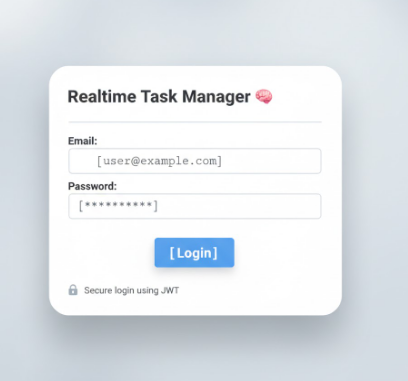 Realtime Task Manager 🧠
Email:
[user@example.com]
Password:
[**********]
[Login]
🔒 Secure login using JWT